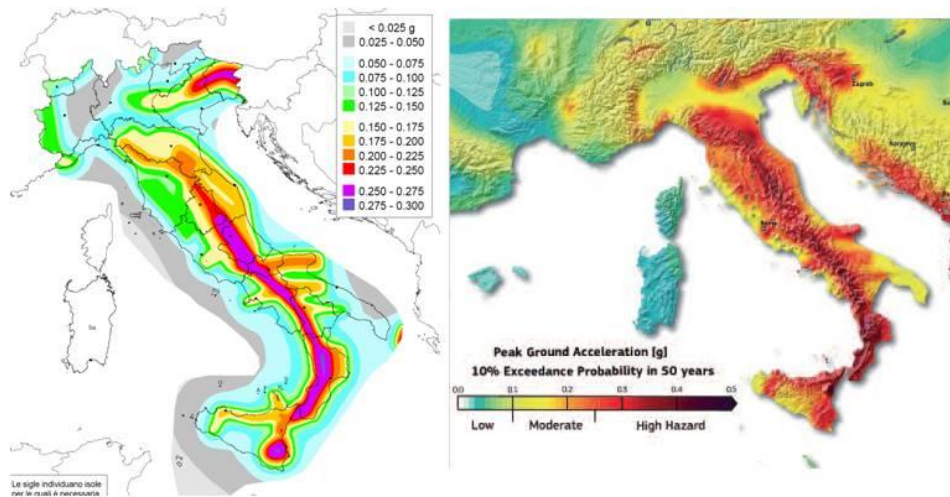 < 0.025 g
0.025 - 0.050
0.050 - 0.075
0.075 - 0.100
0.100 - 0.125
0.125 - 0.150
0.150 - 0.175
0.175 - 0.200
0.200 - 0.225
0.225 - 0.250
0.250 - 0.275
0.275 - 0.300
Le sigle individuano isole
per le quali è necessaria
Zagreb
Peak Ground Acceleration [g]
10% Exceedance Probability in 50 years
0.0 0.1 0.2 0.3 0.4 0.5
Low Moderate High Hazard